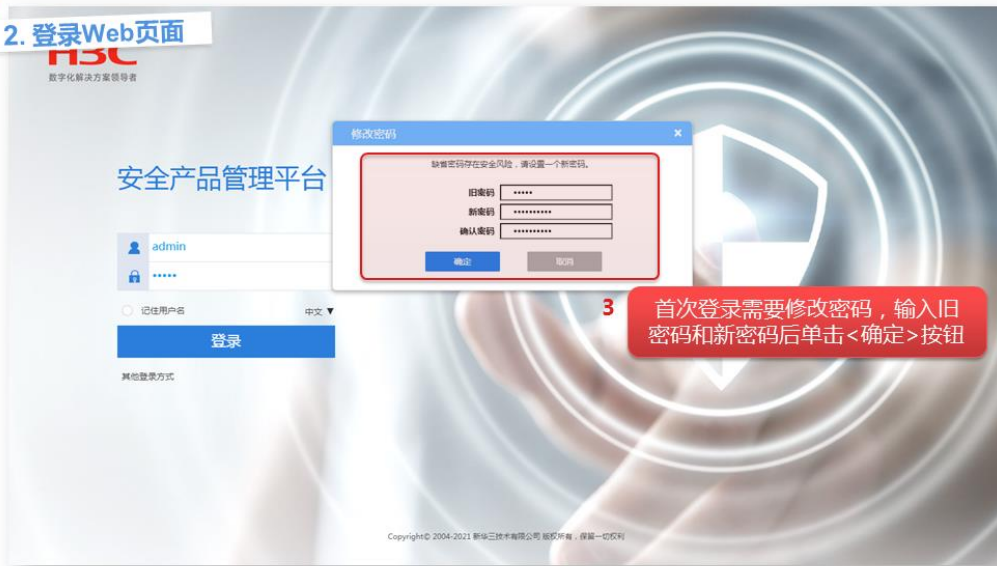 2. 登录Web页面
H3C
数字化解决方案领导者
修改密码 ×
缺省密码存在安全风险，请设置一个新密码。
旧密码 •••••
新密码 ••••••••••
确认密码 ••••••••••
确定 取消
安全产品管理平台
admin
•••••
记住用户名 中文 ▼
登录
其他登录方式
3
首次登录需要修改密码，输入旧
密码和新密码后单击<确定>按钮
Copyright© 2004-2021 新华三技术有限公司 版权所有，保留一切权利